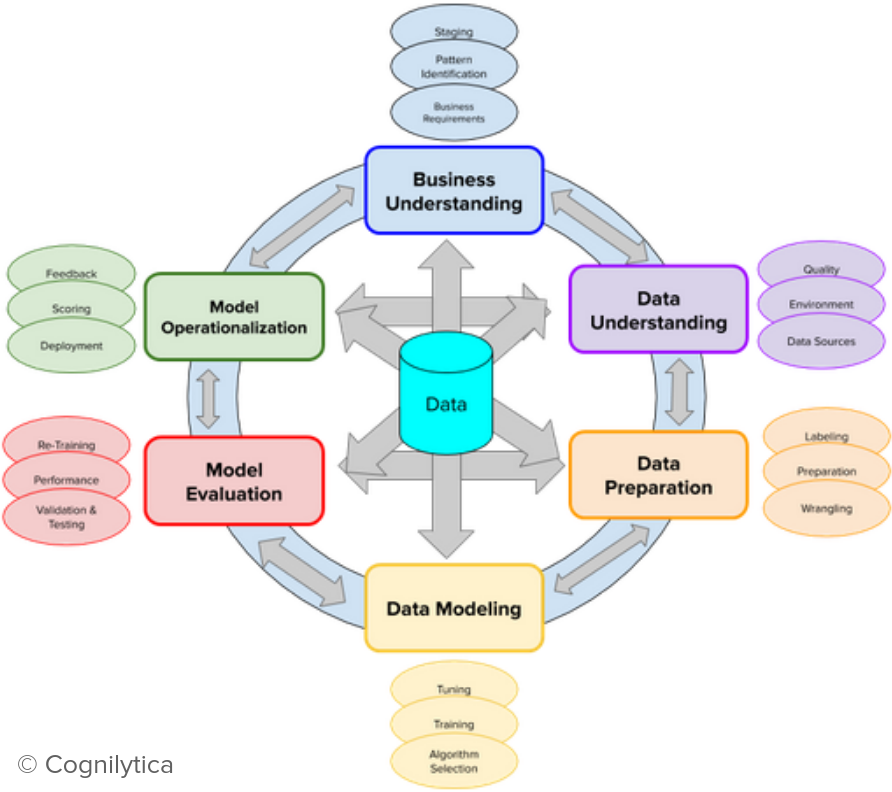 Staging
Pattern
Identification
Business
Requirements
Business
Understanding
Feedback
Scoring
Deployment
Model
Operationalization
Data
Understanding
Quality
Environment
Data Sources
Data
Re-Training
Performance
Validation &
Testing
Model
Evaluation
Data
Preparation
Labeling
Preparation
Wrangling
Data Modeling
Tuning
Training
Algorithm
Selection
© Cognilytica